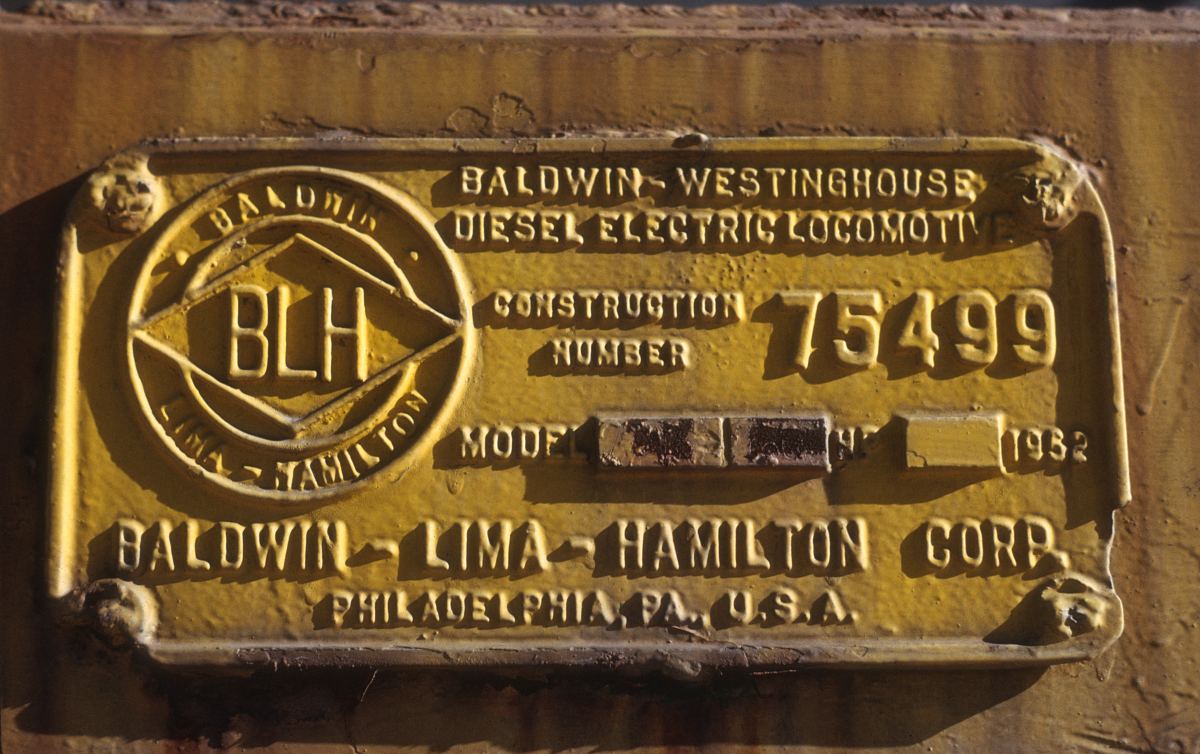 BALDWIN
BLH
LIMA - HAMILTON
BALDWIN - WESTINGHOUSE
DIESEL ELECTRIC LOCOMOTIVE
CONSTRUCTION
NUMBER
75499
MODEL HP 1952
BALDWIN - LIMA - HAMILTON CORP.
PHILADELPHIA, PA., U.S.A.